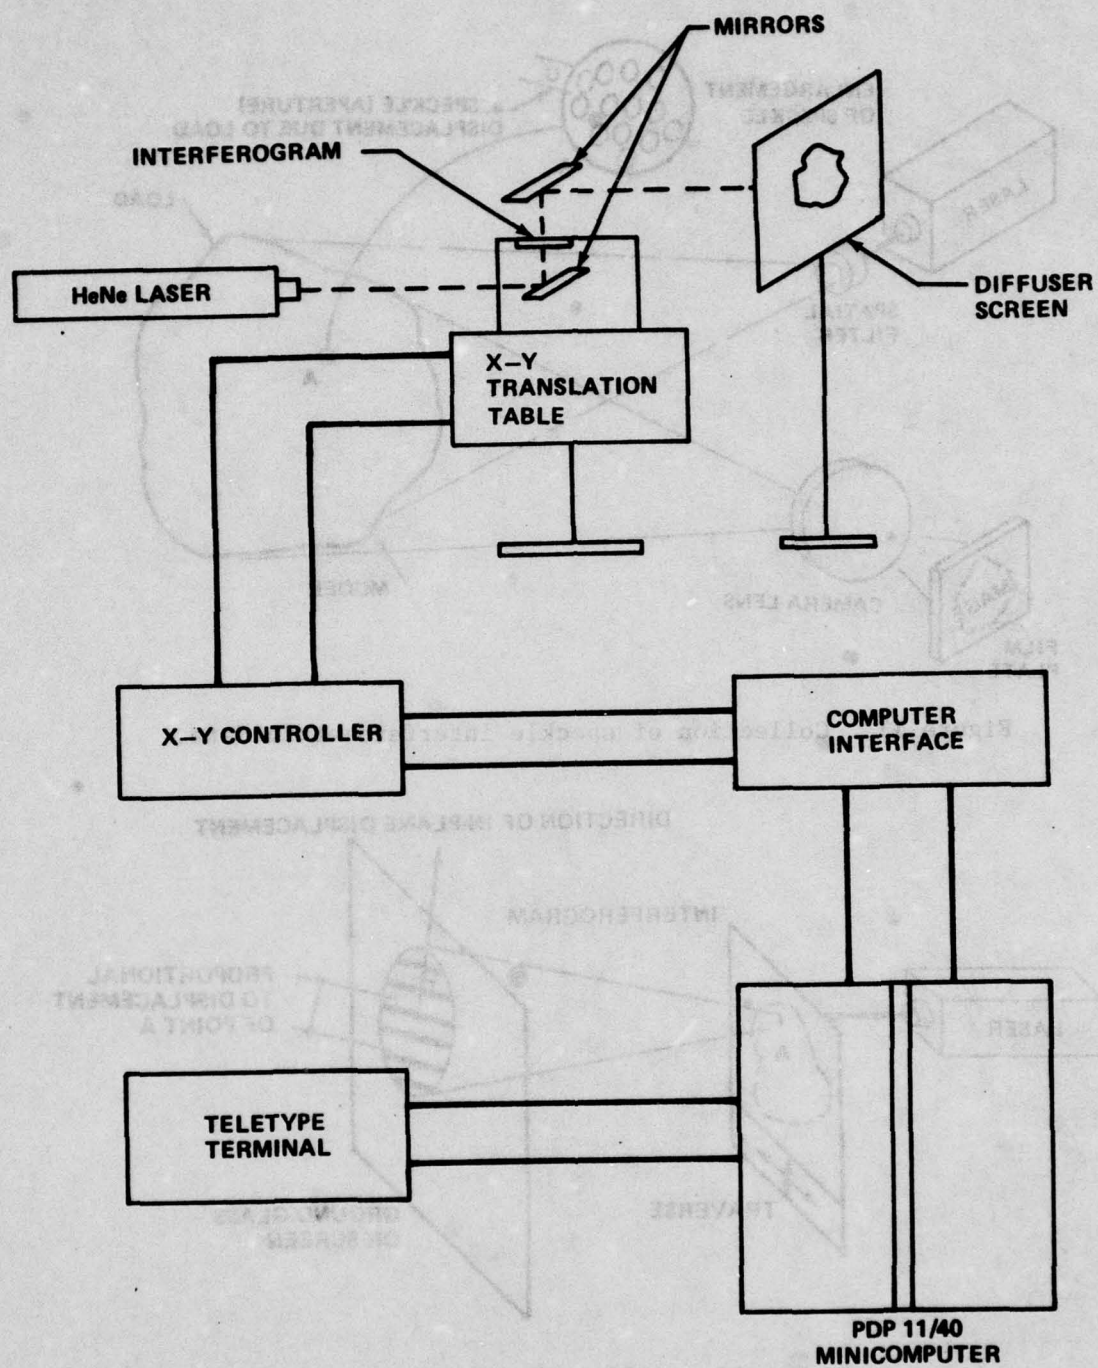 MIRRORS
INTERFEROGRAM
HeNe LASER
DIFFUSER
SCREEN
X–Y
TRANSLATION
TABLE
X–Y CONTROLLER
COMPUTER
INTERFACE
TELETYPE
TERMINAL
PDP 11/40
MINICOMPUTER